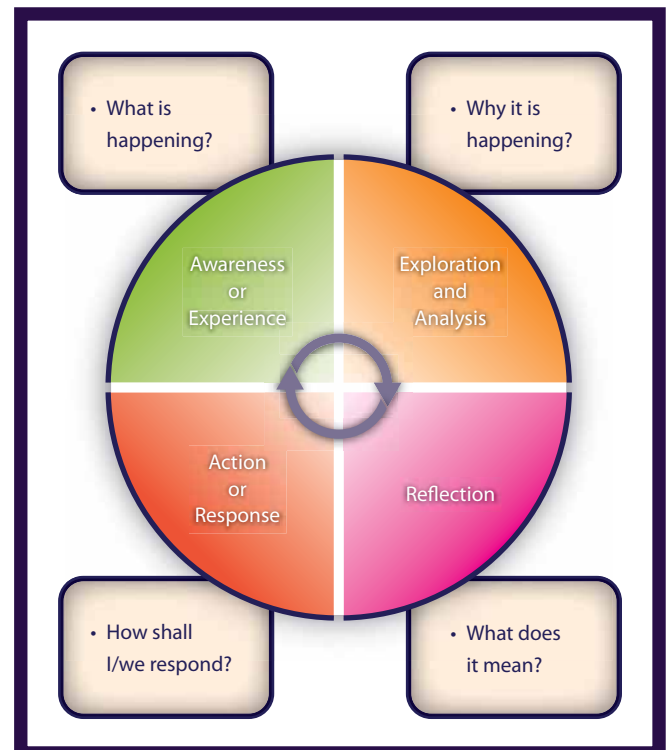 • What is
happening?
• Why it is
happening?
Awareness
or
Experience
Exploration
and
Analysis
Action
or
Response
Reflection
• How shall
I/we respond?
• What does
it mean?